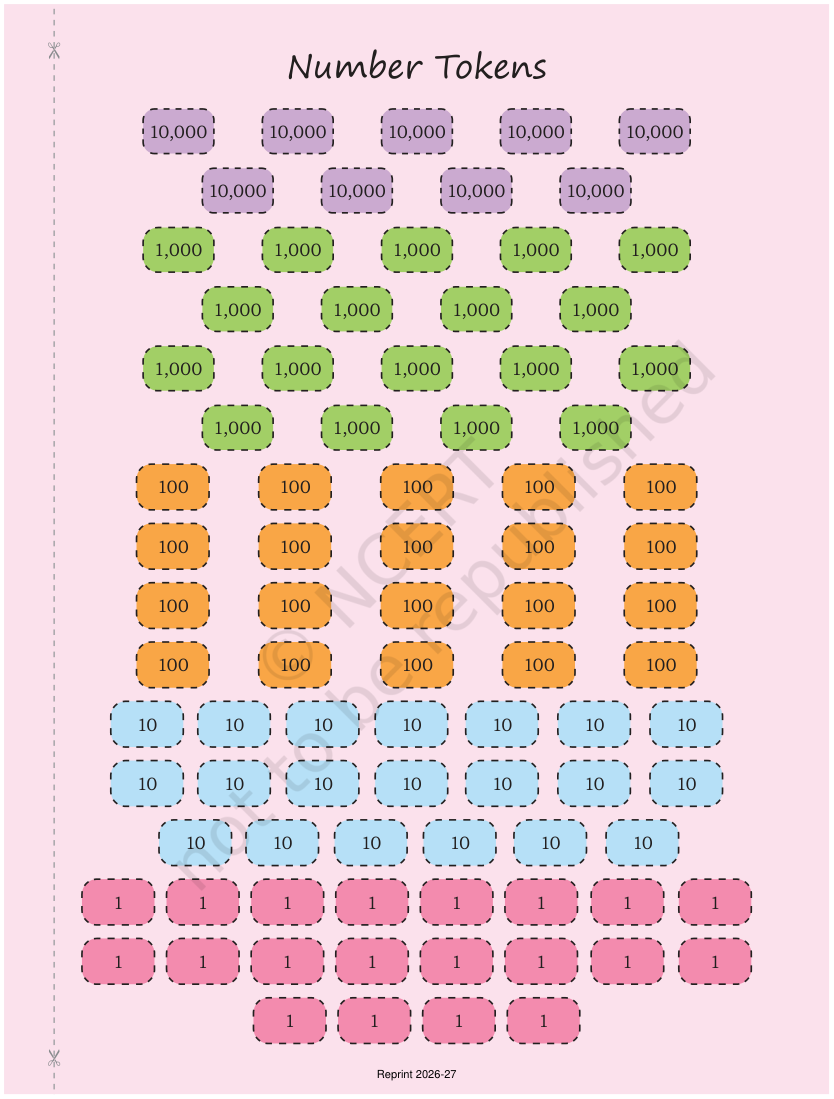 Number Tokens
10,000 10,000 10,000 10,000 10,000
10,000 10,000 10,000 10,000
1,000 1,000 1,000 1,000 1,000
1,000 1,000 1,000 1,000
1,000 1,000 1,000 1,000 1,000
1,000 1,000 1,000 1,000
100 100 100 100 100
100 100 100 100 100
100 100 100 100 100
100 100 100 100 100
10 10 10 10 10 10 10
10 10 10 10 10 10 10
10 10 10 10 10 10
1 1 1 1 1 1 1 1
1 1 1 1 1 1 1 1
1 1 1 1
© NCERT
not to be republished
Reprint 2026-27